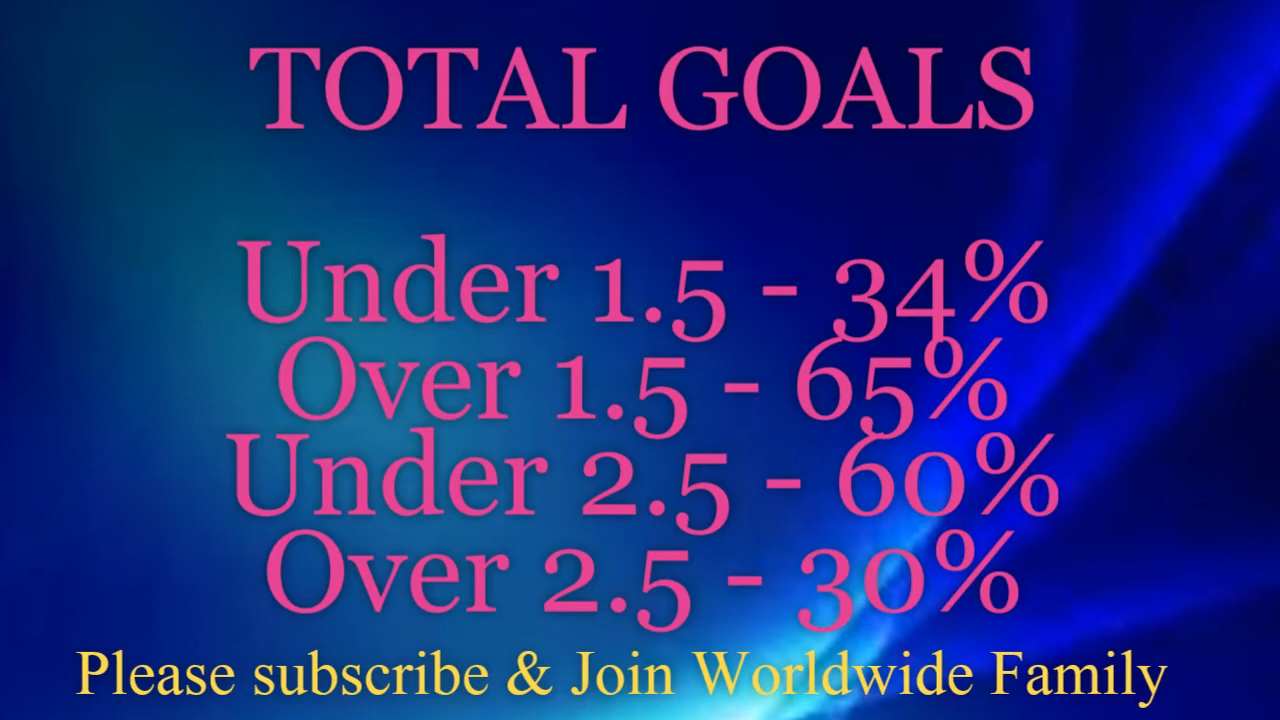 TOTAL GOALS
Under 1.5 - 34%
Over 1.5 - 65%
Under 2.5 - 60%
Over 2.5 - 30%
Please subscribe & Join Worldwide Family